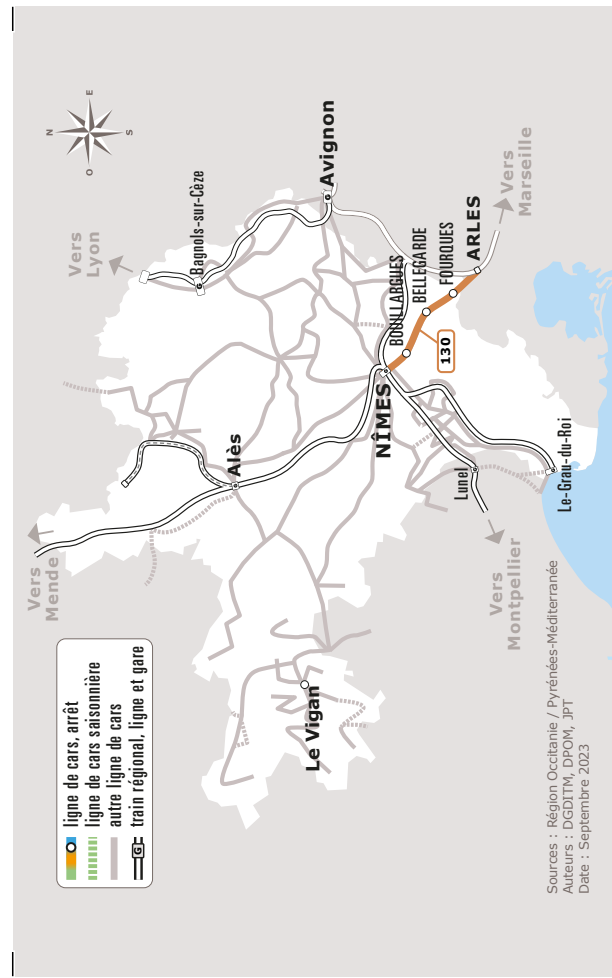 ligne de cars, arrêt
ligne de cars saisonnière
autre ligne de cars
G
train régional, ligne et gare
N
E
S
O
Vers
Mende
Vers
Lyon
G
Bagnols-sur-Cèze
G
Avignon
Alès
Le Vigan
NÎMES
BOUILLARGUES
BELLEGARDE
FOURQUES
ARLES
130
Vers
Marseille
Lunel
Le-Grau-du-Roi
Vers
Montpellier
Sources : Région Occitanie / Pyrénées-Méditerranée
Auteurs : DGDITM, DPOM, JPT
Date : Septembre 2023